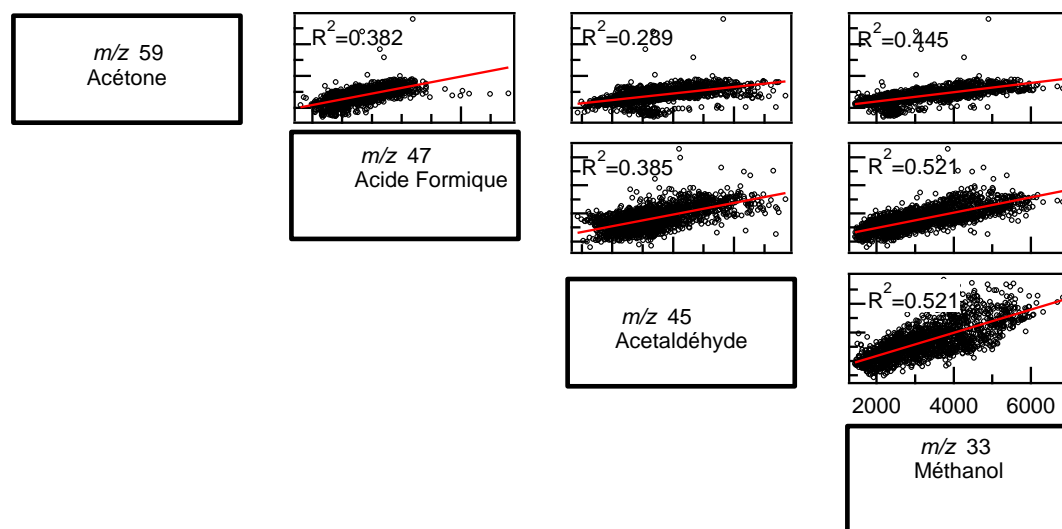 m/z 59
Acétone
R²=0.382
R²=0.289
R²=0.445
m/z 47
Acide Formique
R²=0.385
R²=0.521
m/z 45
Acetaldéhyde
R²=0.521
2000 4000 6000
m/z 33
Méthanol